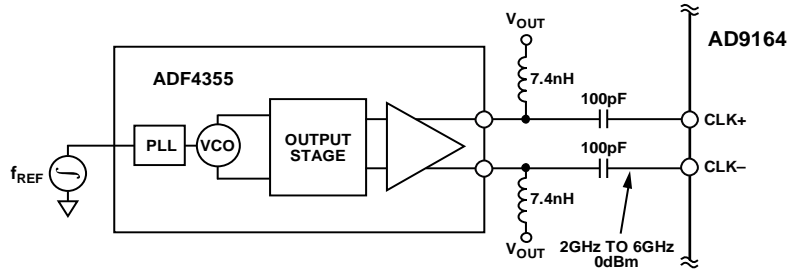 VOUT
AD9164
ADF4355
7.4nH
100pF
CLK+
PLL
VCO
OUTPUT
STAGE
100pF
fREF
CLK–
7.4nH
VOUT
2GHz TO 6GHz
0dBm